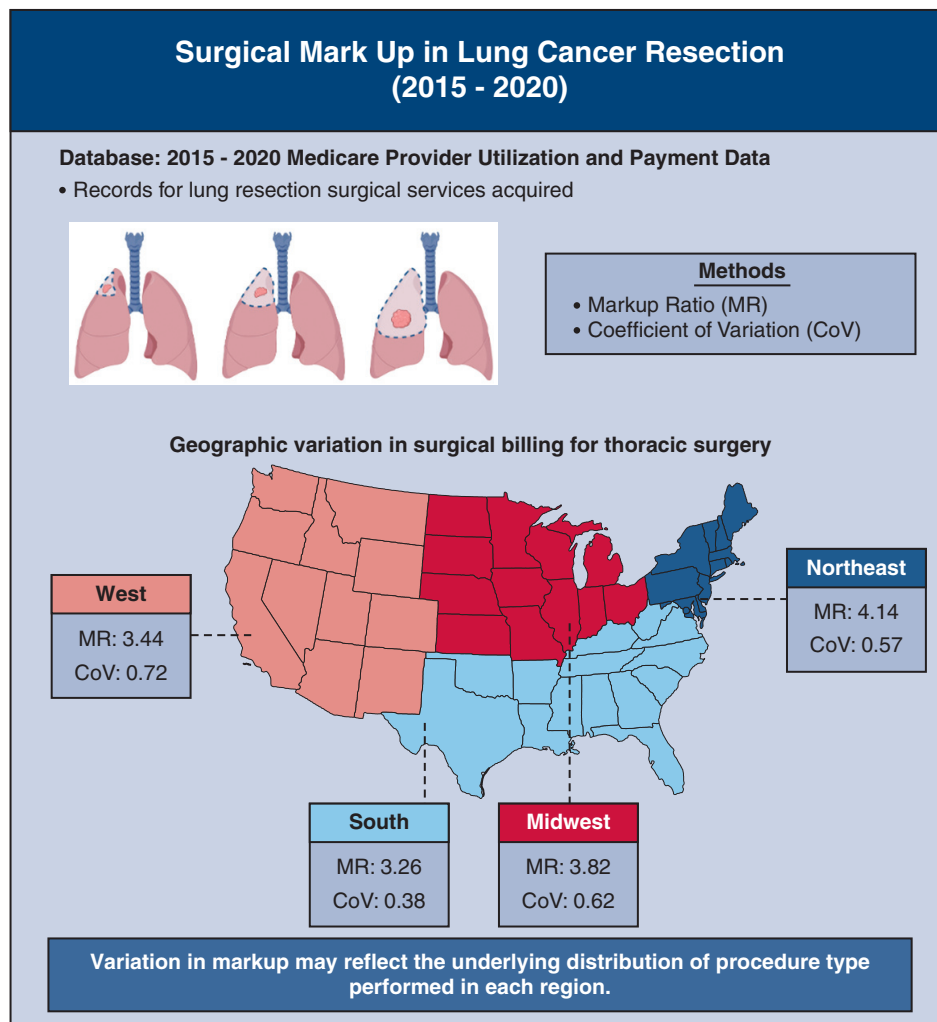 Surgical Mark Up in Lung Cancer Resection
(2015 - 2020)
Database: 2015 - 2020 Medicare Provider Utilization and Payment Data
• Records for lung resection surgical services acquired
Methods
• Markup Ratio (MR)
• Coefficient of Variation (CoV)
Geographic variation in surgical billing for thoracic surgery
West
MR: 3.44
CoV: 0.72
Northeast
MR: 4.14
CoV: 0.57
South
MR: 3.26
CoV: 0.38
Midwest
MR: 3.82
CoV: 0.62
Variation in markup may reflect the underlying distribution of procedure type
performed in each region.